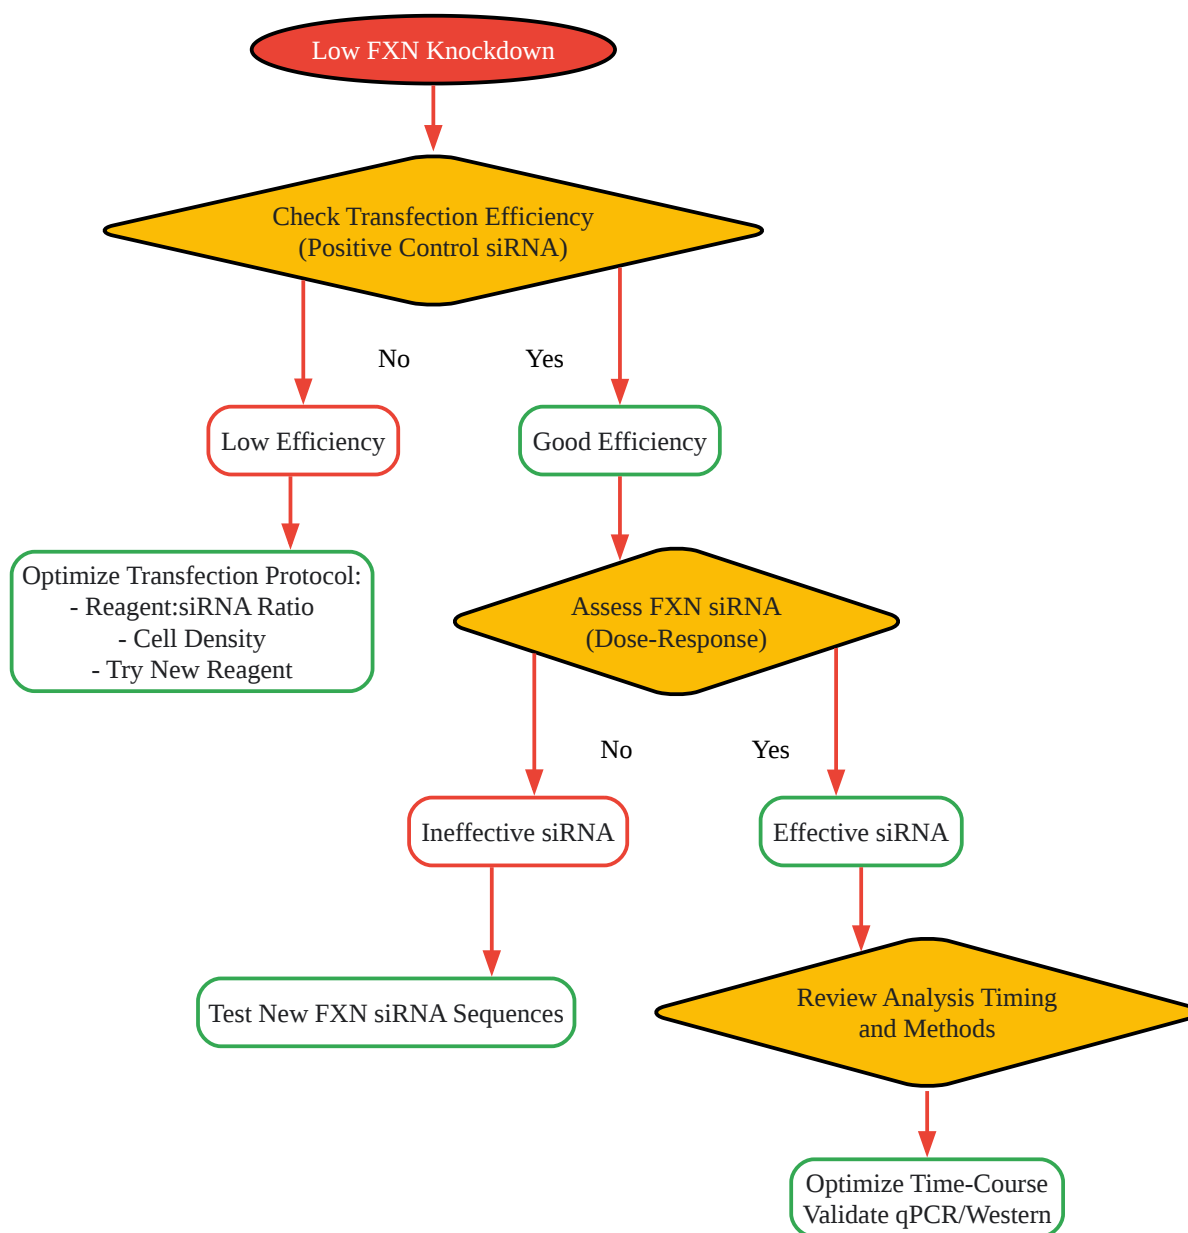 Low FXN Knockdown
Check Transfection Efficiency
(Positive Control siRNA)
No
Yes
Low Efficiency
Good Efficiency
Optimize Transfection Protocol:
- Reagent:siRNA Ratio
- Cell Density
- Try New Reagent
Assess FXN siRNA
(Dose-Response)
No
Yes
Ineffective siRNA
Effective siRNA
Test New FXN siRNA Sequences
Review Analysis Timing
and Methods
Optimize Time-Course
Validate qPCR/Western